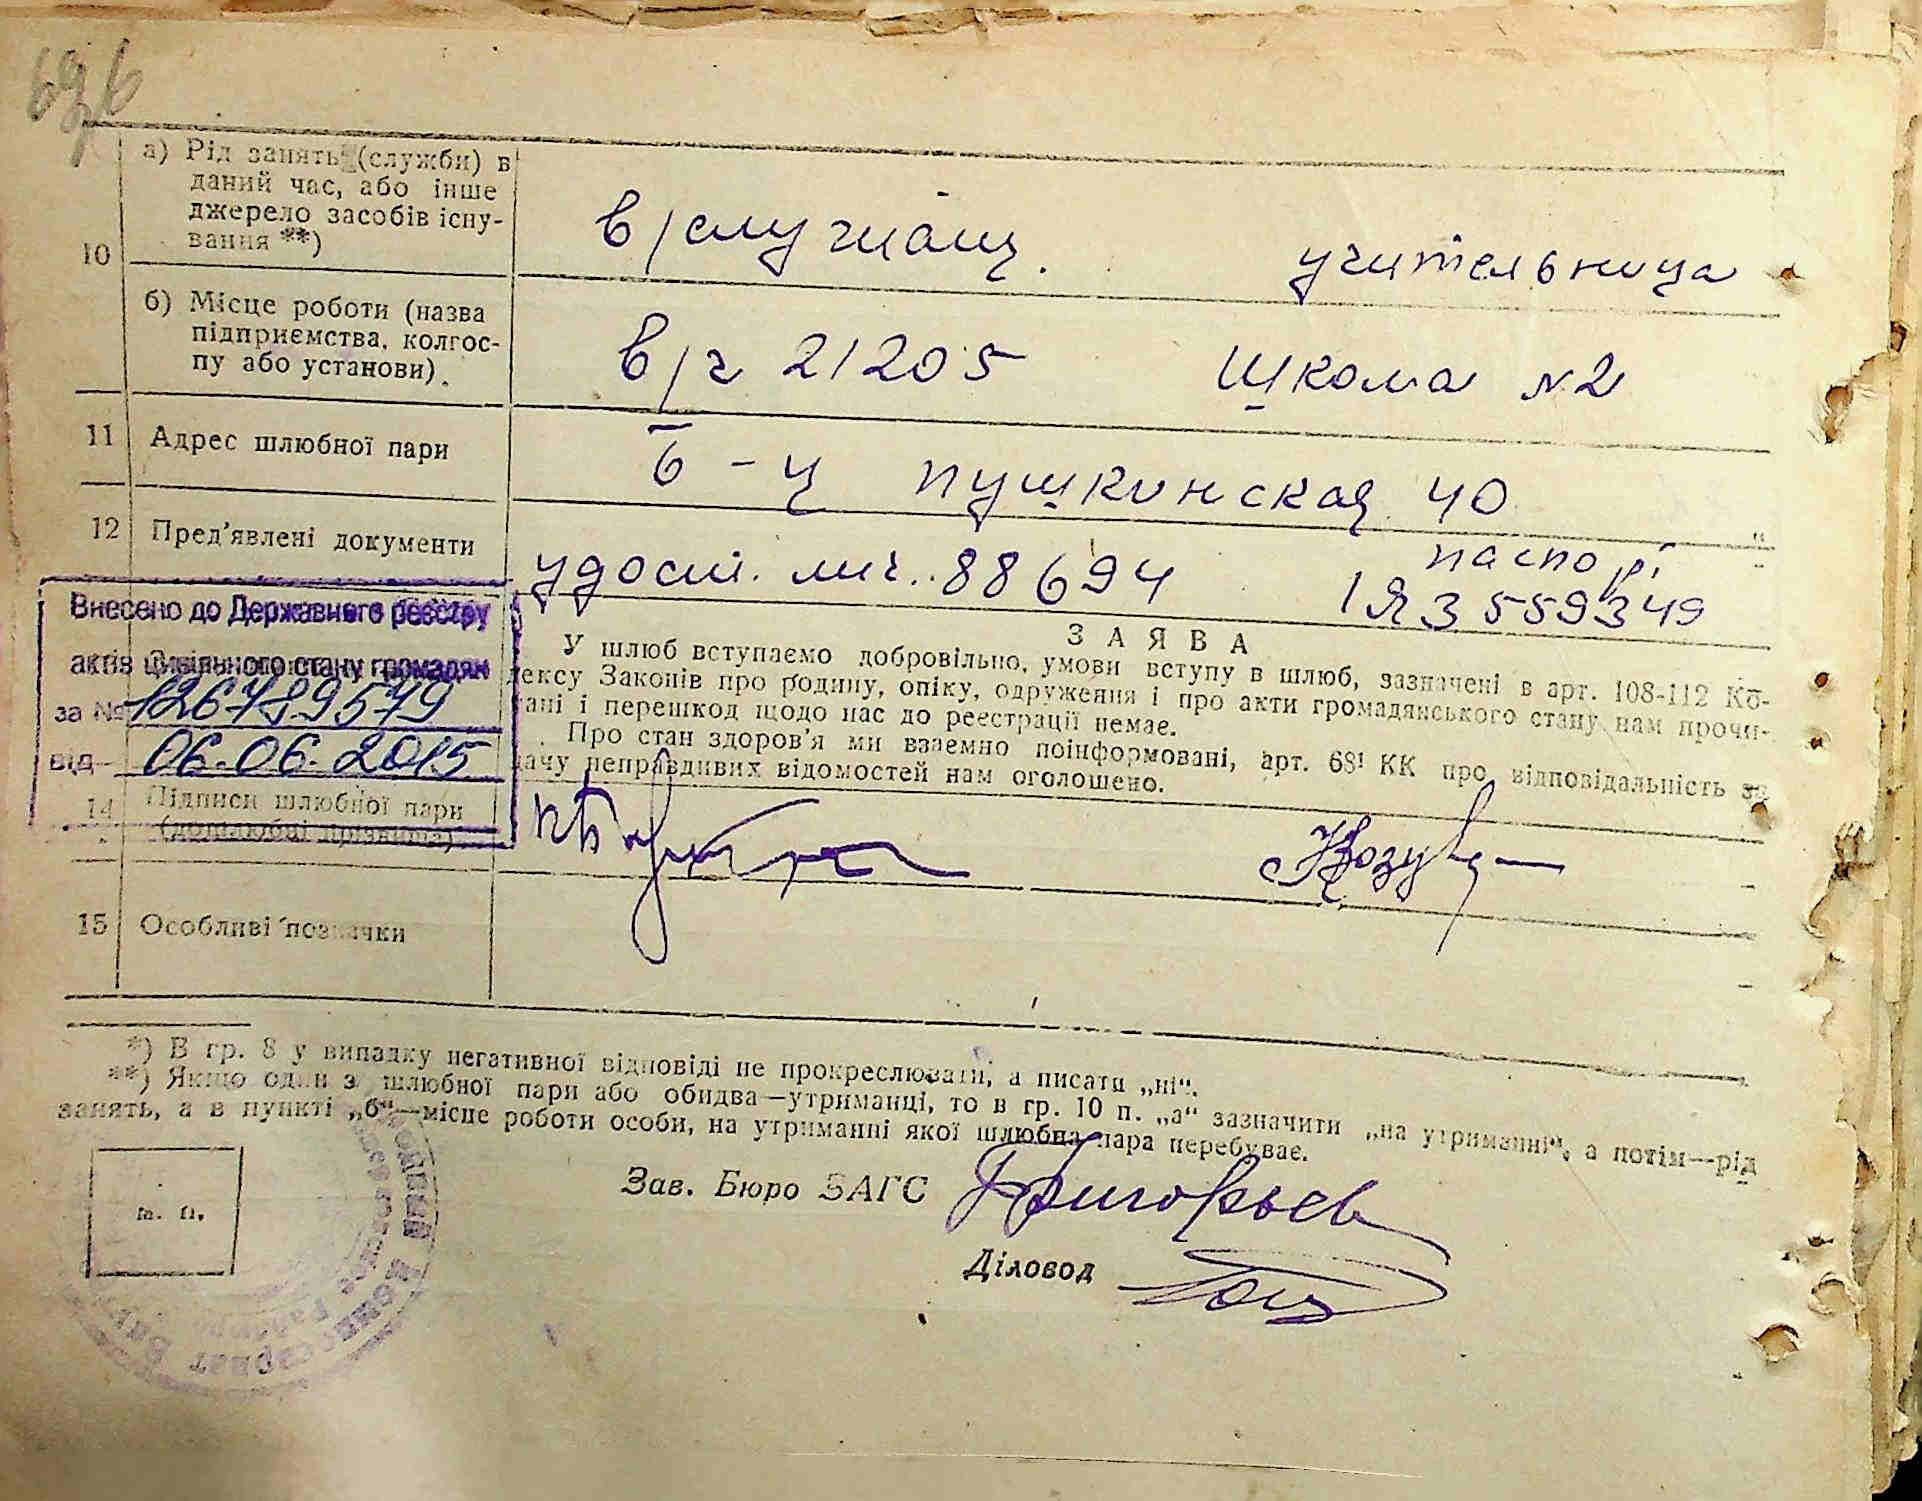 а) Рід занять (служби) в
даний час, або інше
джерело засобів існу-
вання **)
10
в/служащ. учительница
б) Місце роботи (назва
підприємства, колгос-
пу або установи).
в/ч 21205 Школа №2
11 Адрес шлюбної пари
б-ц Пушкинская 40
12 Пред'явлені документи
удост. лич. 88694 паспорт
ІЯ 3559349
Внесено до Державного реєстру
актів цивільного стану громадян
за № 126789579
від 06.06.2015
ЗАЯВА
У шлюб вступаємо добровільно, умови вступу в шлюб, зазначені в арт. 108-112 Ко-
дексу Законів про родину, опіку, одруження і про акти громадянського стану нам прочи-
тані і перешкод щодо нас до реєстрації немає.
Про стан здоров'я ми взаємно поінформовані, арт. 68¹ КК про відповідальність за
дачу неправдивих відомостей нам оголошено.
14 Підписи шлюбної пари
(дошлюбні прізвища)
15 Особливі позначки
*) В гр. 8 у випадку негативної відповіді не прокреслювати, а писати „ні“.
**) Якщо один з шлюбної пари або обидва—утриманці, то в гр. 10 п. „а“ зазначити „на утриманні“, а потім—рід
занять, а в пункті „б“—місце роботи особи, на утриманні якої шлюбна пара перебуває.
м. п.
Зав. Бюро ЗАГС Григорьев
Діловод